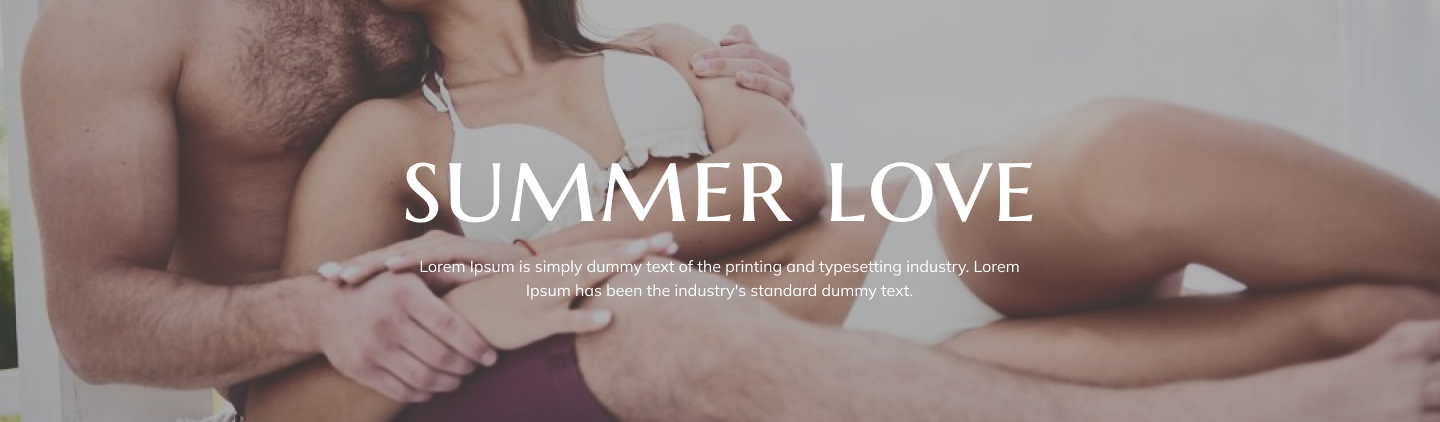 SUMMER LOVE
Lorem Ipsum is simply dummy text of the printing and typesetting industry. Lorem
Ipsum has been the industry's standard dummy text.